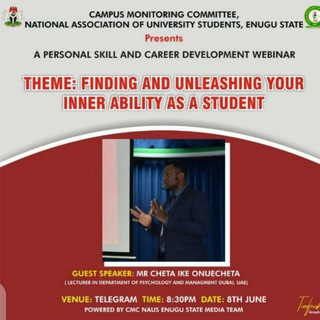 CAMPUS MONITORING COMMITTEE,
NATIONAL ASSOCIATION OF UNIVERSITY STUDENTS, ENUGU STATE
Presents
A PERSONAL SKILL AND CAREER DEVELOPMENT WEBINAR
THEME: FINDING AND UNLEASHING YOUR
INNER ABILITY AS A STUDENT
GUEST SPEAKER: MR CHETA IKE ONUECHETA
( LECTURER IN DEPARTMENT OF PSYCHOLOGY AND MANAGMENT DUBAI, UAE)
VENUE: TELEGRAM TIME: 8:30PM DATE: 8TH JUNE
POWERED BY CMC NAUS ENUGU STATE MEDIA TEAM